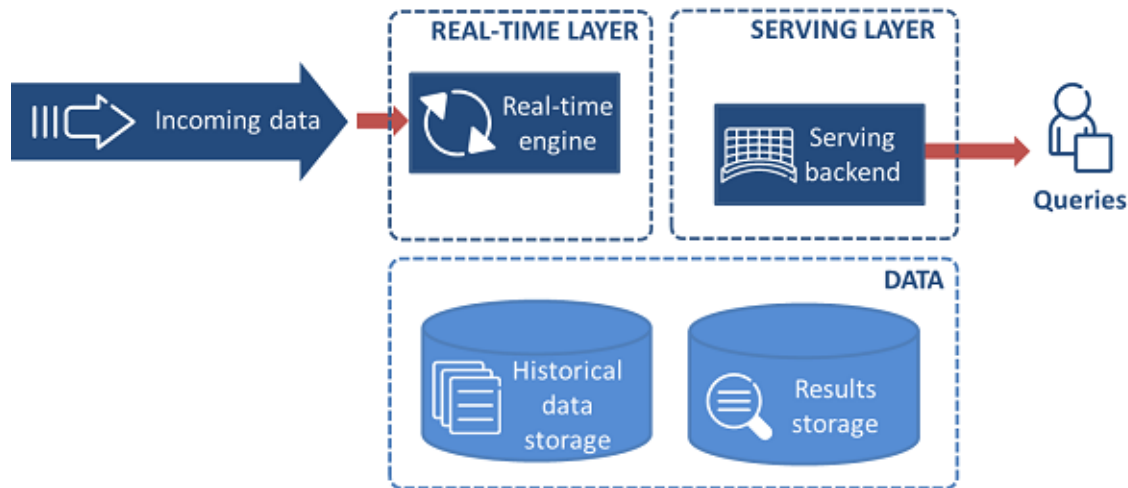 REAL-TIME LAYER
SERVING LAYER
Incoming data
Real-time
engine
Serving
backend
Queries
DATA
Historical
data
storage
Results
storage